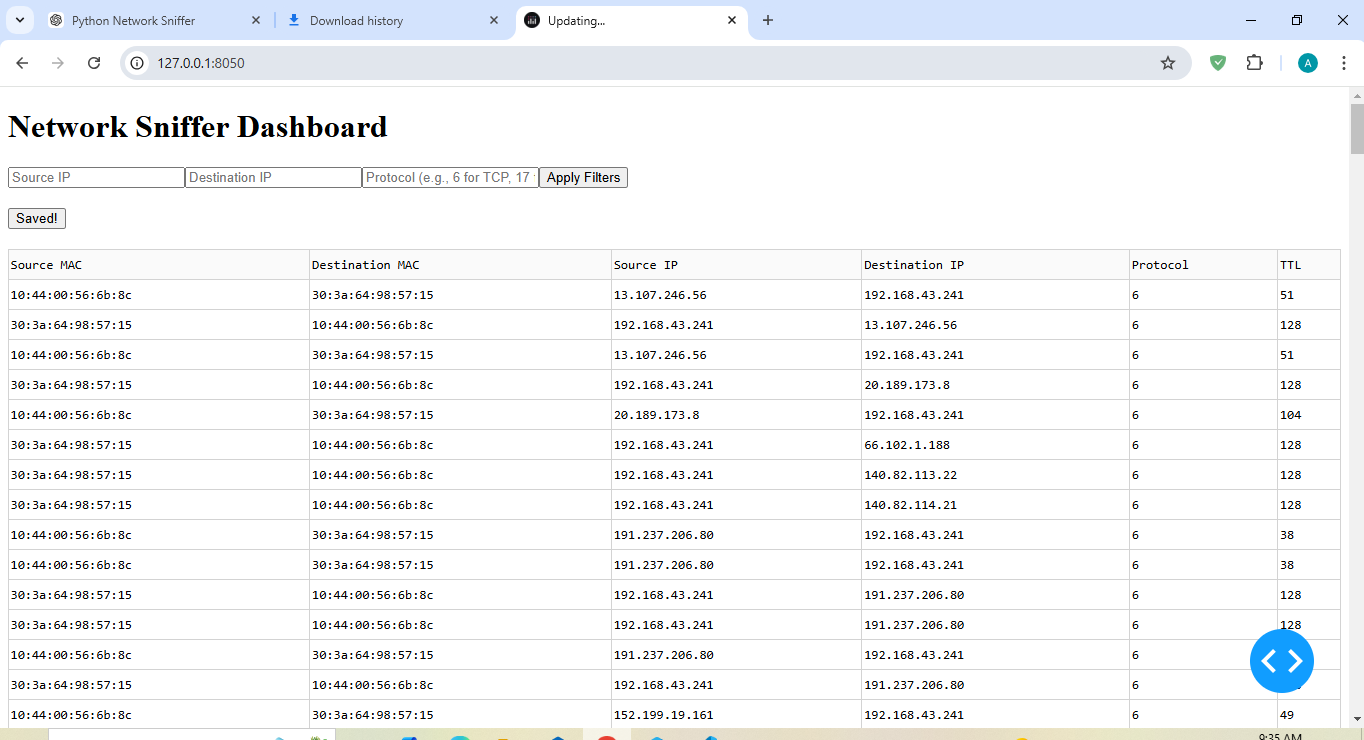 Python Network Sniffer
Download history
Updating...
127.0.0.1:8050
A
Network Sniffer Dashboard
Source IP Destination IP Protocol (e.g., 6 for TCP, 17 Apply Filters
Saved!
Source MAC Destination MAC Source IP Destination IP Protocol TTL
10:44:00:56:6b:8c 30:3a:64:98:57:15 13.107.246.56 192.168.43.241 6 51
30:3a:64:98:57:15 10:44:00:56:6b:8c 192.168.43.241 13.107.246.56 6 128
10:44:00:56:6b:8c 30:3a:64:98:57:15 13.107.246.56 192.168.43.241 6 51
30:3a:64:98:57:15 10:44:00:56:6b:8c 192.168.43.241 20.189.173.8 6 128
10:44:00:56:6b:8c 30:3a:64:98:57:15 20.189.173.8 192.168.43.241 6 104
30:3a:64:98:57:15 10:44:00:56:6b:8c 192.168.43.241 66.102.1.188 6 128
30:3a:64:98:57:15 10:44:00:56:6b:8c 192.168.43.241 140.82.113.22 6 128
30:3a:64:98:57:15 10:44:00:56:6b:8c 192.168.43.241 140.82.114.21 6 128
10:44:00:56:6b:8c 30:3a:64:98:57:15 191.237.206.80 192.168.43.241 6 38
10:44:00:56:6b:8c 30:3a:64:98:57:15 191.237.206.80 192.168.43.241 6 38
30:3a:64:98:57:15 10:44:00:56:6b:8c 192.168.43.241 191.237.206.80 6 128
30:3a:64:98:57:15 10:44:00:56:6b:8c 192.168.43.241 191.237.206.80 6 128
10:44:00:56:6b:8c 30:3a:64:98:57:15 191.237.206.80 192.168.43.241 6
30:3a:64:98:57:15 10:44:00:56:6b:8c 192.168.43.241 191.237.206.80 6
10:44:00:56:6b:8c 30:3a:64:98:57:15 152.199.19.161 192.168.43.241 6 49
9:35 AM